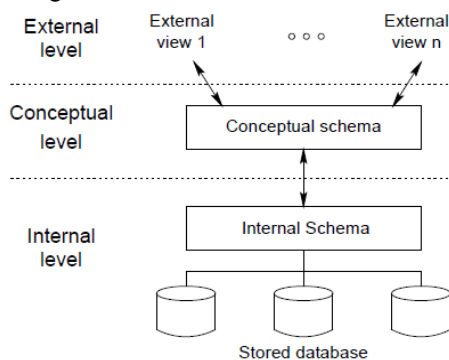 External
level
External
view 1
External
view n
Conceptual
level
Conceptual schema
Internal
level
Internal Schema
Stored database